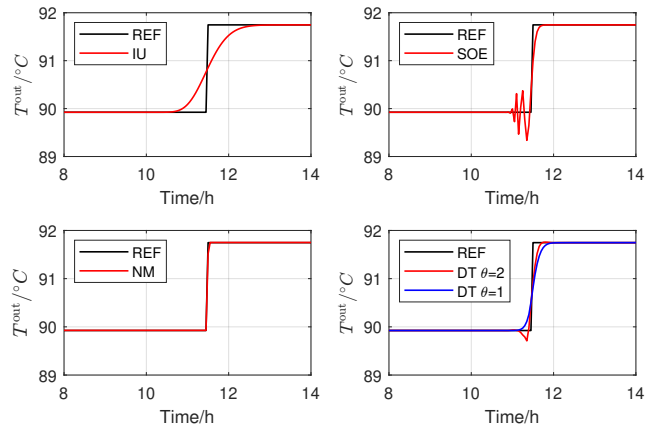 92
91
90
89
T^out/°C
REF
IU
8 10 12 14
Time/h
92
91
90
89
T^out/°C
REF
SOE
8 10 12 14
Time/h
92
91
90
89
T^out/°C
REF
NM
8 10 12 14
Time/h
92
91
90
89
T^out/°C
REF
DT θ=2
DT θ=1
8 10 12 14
Time/h